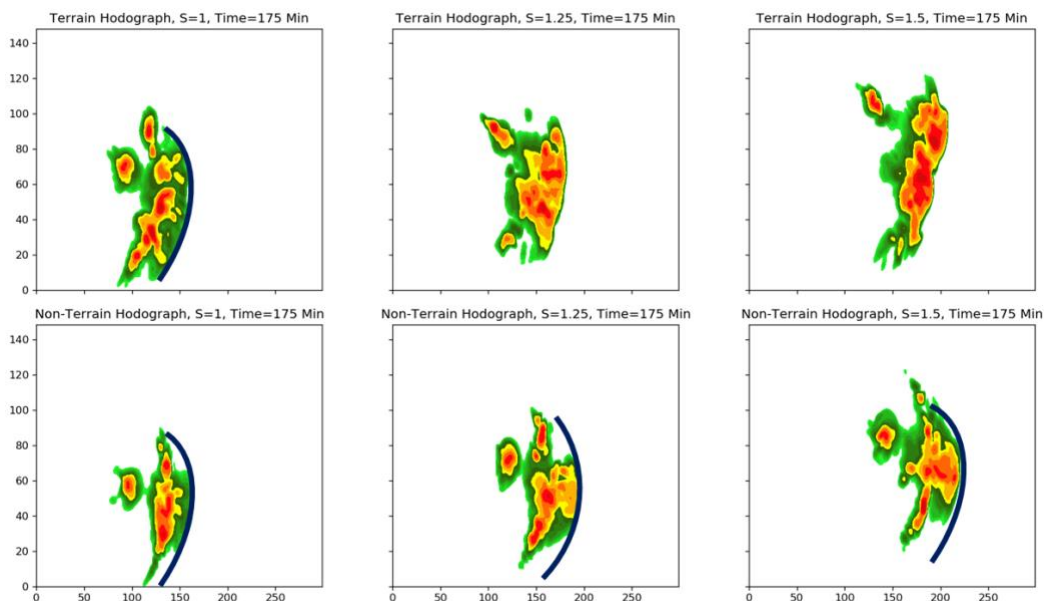 Terrain Hodograph, S=1, Time=175 Min
Terrain Hodograph, S=1.25, Time=175 Min
Terrain Hodograph, S=1.5, Time=175 Min
140
120
100
80
60
40
20
0
Non-Terrain Hodograph, S=1, Time=175 Min
Non-Terrain Hodograph, S=1.25, Time=175 Min
Non-Terrain Hodograph, S=1.5, Time=175 Min
140
120
100
80
60
40
20
0
0 50 100 150 200 250
0 50 100 150 200 250
0 50 100 150 200 250